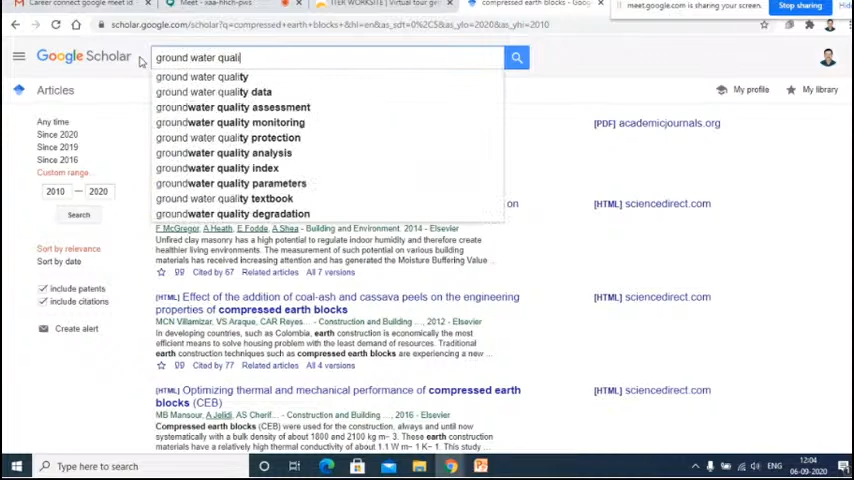 Career connect google meet id
Meet - xaa-hhch-pws
ITER WORKSITE | Virtual tour
compressed earth blocks - Google
meet.google.com is sharing your screen.
Stop sharing
scholar.google.com/scholar?q=compressed+earth+blocks+&hl=en&as_sdt=0%2C5&as_ylo=2020&as_yhi=2010
Google Scholar
ground water quali
ground water quality
ground water quality data
groundwater quality assessment
groundwater quality monitoring
ground water quality protection
groundwater quality analysis
groundwater quality index
groundwater quality parameters
ground water quality textbook
groundwater quality degradation
Articles
My profile
My library
Any time
Since 2020
Since 2019
Since 2016
Custom range...
2010 — 2020
Search
Sort by relevance
Sort by date
include patents
include citations
Create alert
[PDF] academicjournals.org
on
[HTML] sciencedirect.com
F McGregor, A Heath, E Fodde, A Shea - Building and Environment, 2014 - Elsevier
Unfired clay masonry has a high potential to regulate indoor humidity and therefore create
healthier living environments. The measurement of such potential on various building
materials has received increasing attention and has generated the Moisture Buffering Value ...
Cited by 67 Related articles All 7 versions
[HTML] Effect of the addition of coal-ash and cassava peels on the engineering
properties of compressed earth blocks
[HTML] sciencedirect.com
MCN Villamizar, VS Araque, CAR Reyes... - Construction and Building ..., 2012 - Elsevier
In developing countries, such as Colombia, earth construction is economically the most
efficient means to solve housing problem with the least demand of resources. Traditional
earth construction techniques such as compressed earth blocks are experiencing a new ...
Cited by 77 Related articles All 4 versions
[HTML] Optimizing thermal and mechanical performance of compressed earth
blocks (CEB)
[HTML] sciencedirect.com
MB Mansour, A Jelidi, AS Cherif... - Construction and Building ..., 2016 - Elsevier
Compressed earth blocks (CEB) were used for the construction, always and until now
systematically with a bulk density of about 1800 and 2100 kg m− 3. These earth construction
materials have a relatively high thermal conductivity of about 1.1 W m− 1 K− 1. This study ...
Type here to search
ENG
12:04
06-09-2020